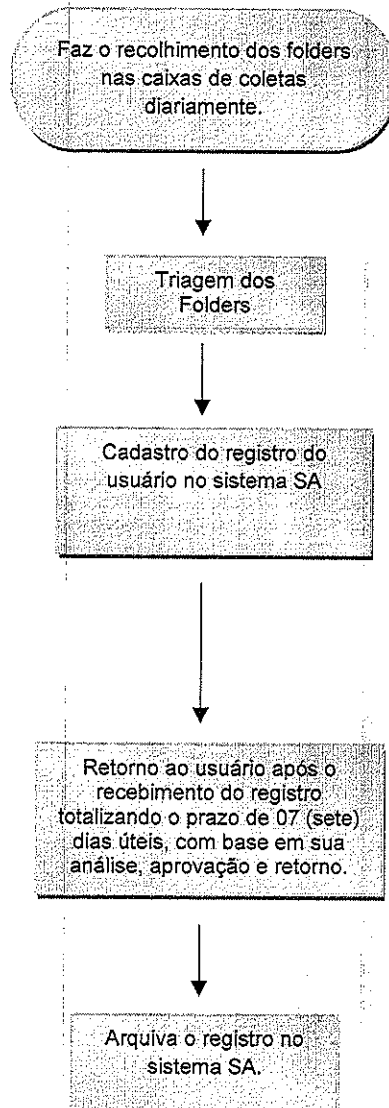 Faz o recolhimento dos folders
nas caixas de coletas
diariamente.
Triagem dos
Folders
Cadastro do registro do
usuário no sistema SA
Retorno ao usuário após o
recebimento do registro
totalizando o prazo de 07 (sete)
dias úteis, com base em sua
análise, aprovação e retorno.
Arquiva o registro no
sistema SA.